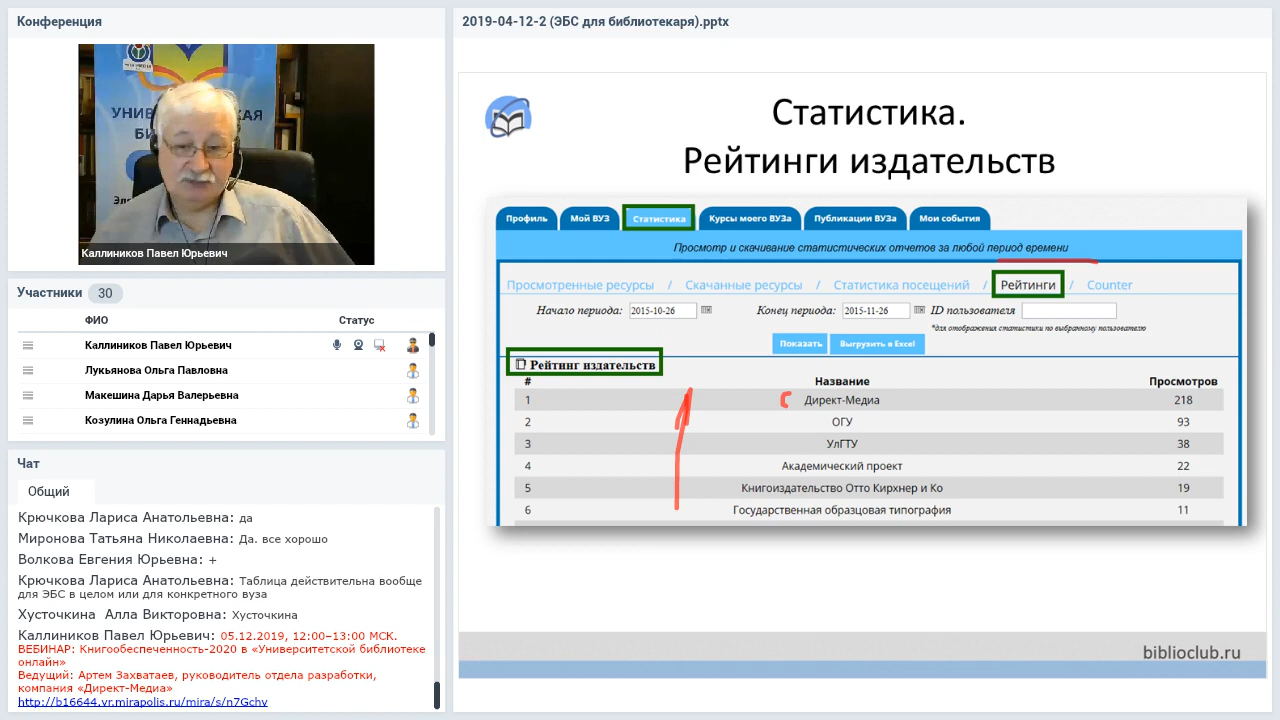 Конференция
УНИВ
СКАЯ
БИ
Эле
Каллиников Павел Юрьевич
Участники 30
ФИО Статус
Каллиников Павел Юрьевич
Лукьянова Ольга Павловна
Макешина Дарья Валерьевна
Козулина Ольга Геннадьевна
Чат
Общий
Крючкова Лариса Анатольевна: да
Миронова Татьяна Николаевна: Да. все хорошо
Волкова Евгения Юрьевна: +
Крючкова Лариса Анатольевна: Таблица действительна вообще
для ЭБС в целом или для конкретного вуза
Хусточкина Алла Викторовна: Хусточкина
Каллиников Павел Юрьевич: 05.12.2019, 12:00–13:00 МСК.
ВЕБИНАР: Книгообеспеченность-2020 в «Университетской библиотеке
онлайн»
Ведущий: Артем Захватаев, руководитель отдела разработки,
компания «Директ-Медиа»
http://b16644.vr.mirapolis.ru/mira/s/n7Gchv
2019-04-12-2 (ЭБС для библиотекаря).pptx
Статистика.
Рейтинги издательств
Профиль Мой ВУЗ Статистика Курсы моего ВУЗа Публикации ВУЗа Мои события
Просмотр и скачивание статистических отчетов за любой период времени
Просмотренные ресурсы / Скачанные ресурсы / Статистика посещений / Рейтинги / Counter
Начало периода: 2015-10-26 Конец периода: 2015-11-26 ID пользователя
*для отображения статистики по выбранному пользователю
Показать Выгрузить в Excel
Рейтинг издательств
# Название Просмотров
1 Директ-Медиа 218
2 ОГУ 93
3 УлГТУ 38
4 Академический проект 22
5 Книгоиздательство Отто Кирхнер и Ко 19
6 Государственная образцовая типография 11
biblioclub.ru